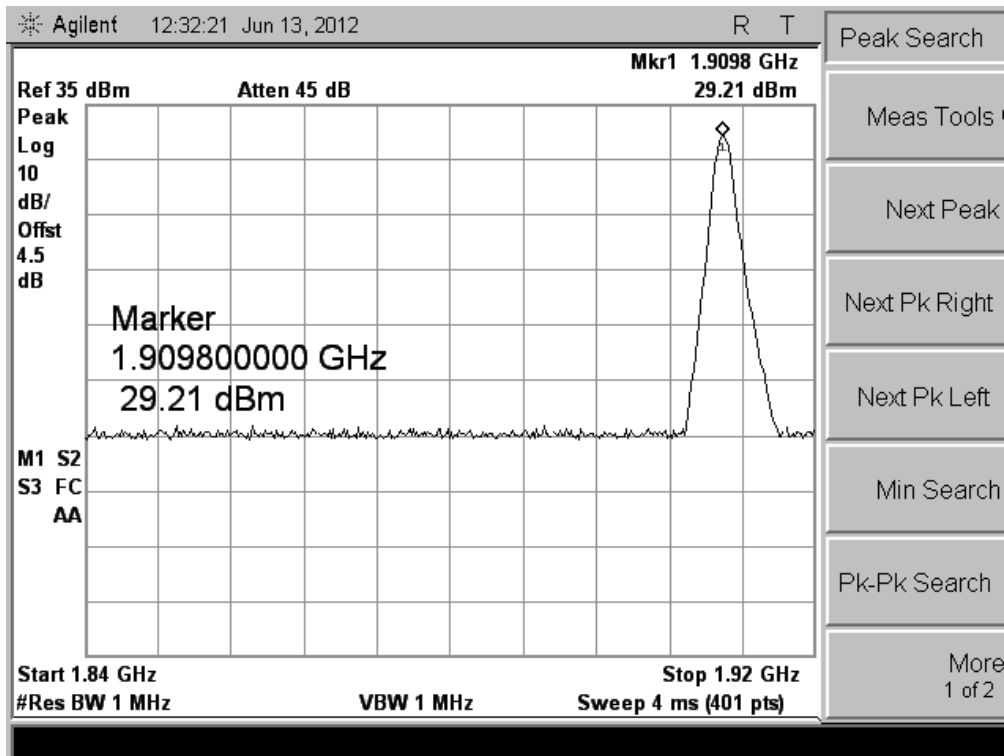 Agilent 12:32:21 Jun 13, 2012 R T
Mkr1 1.9098 GHz
Ref 35 dBm Atten 45 dB 29.21 dBm
Peak
Log
10
dB/
Offst
4.5
dB
Marker
1.909800000 GHz
29.21 dBm
M1 S2
S3 FC
AA
Start 1.84 GHz Stop 1.92 GHz
#Res BW 1 MHz VBW 1 MHz Sweep 4 ms (401 pts)
Peak Search
Meas Tools
Next Peak
Next Pk Right
Next Pk Left
Min Search
Pk-Pk Search
More
1 of 2